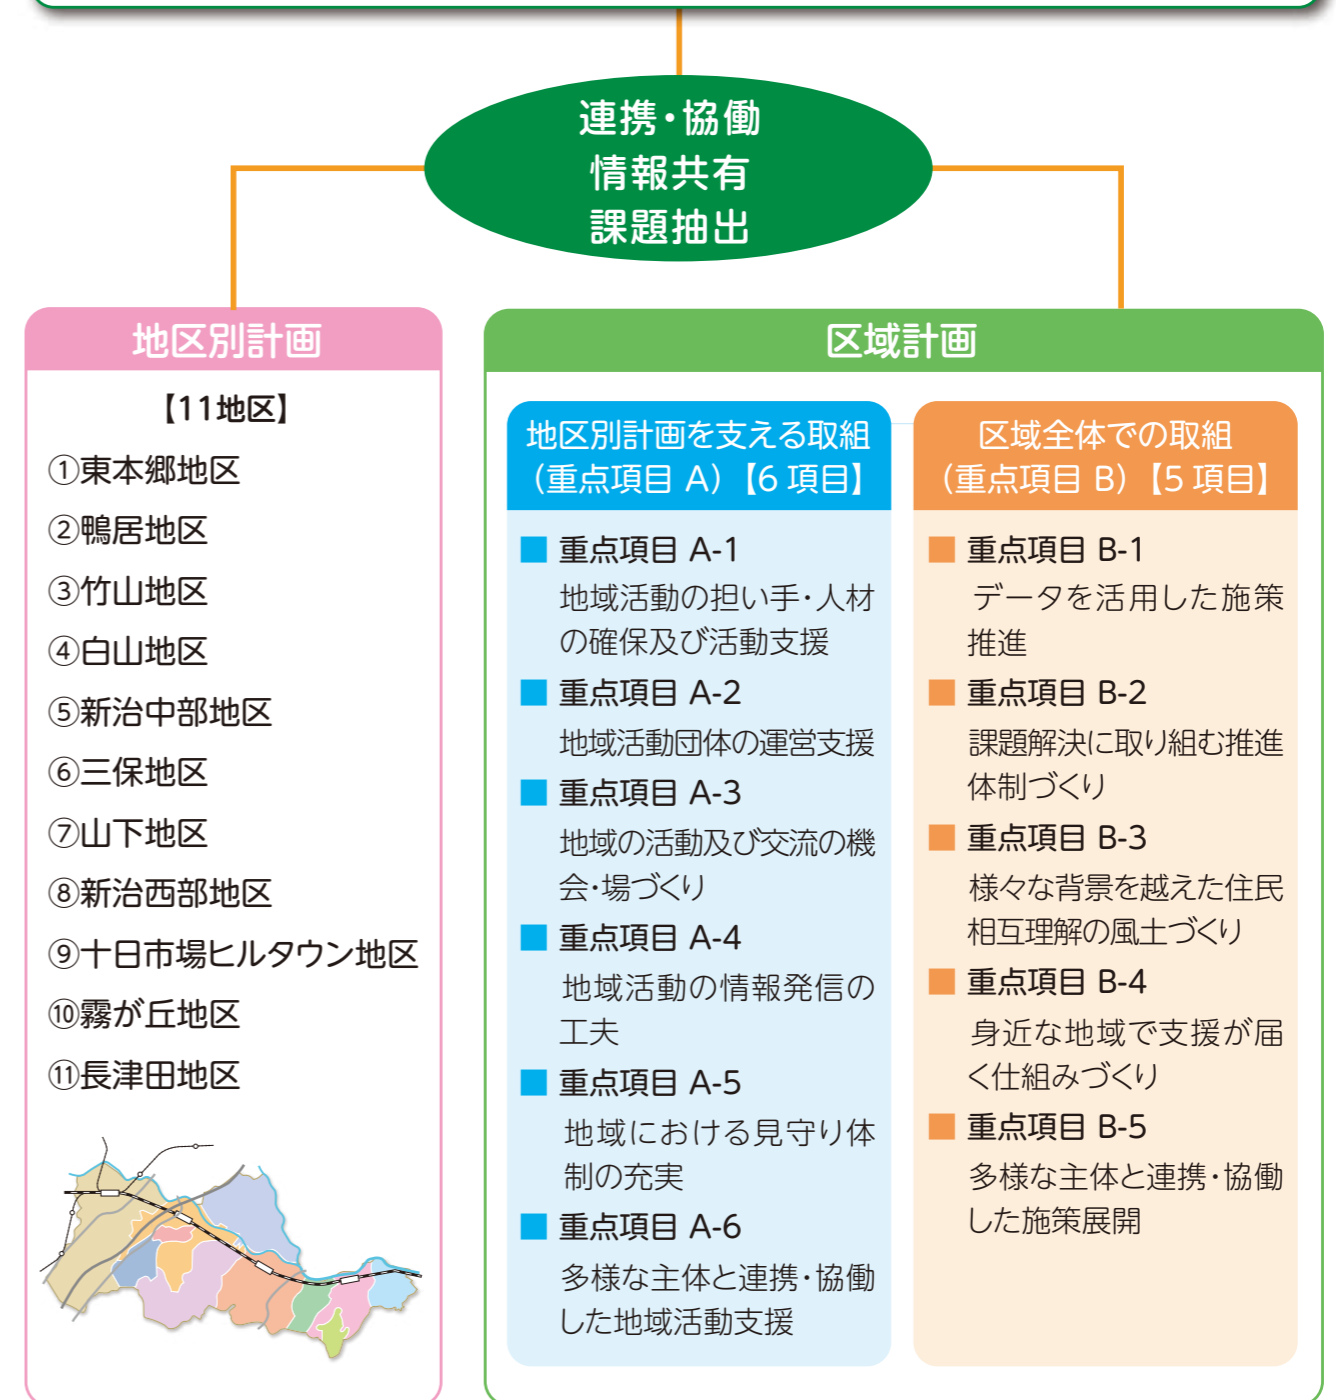 連携・協働
情報共有
課題抽出
地区別計画
【11地区】
①東本郷地区
②鴨居地区
③竹山地区
④白山地区
⑤新治中部地区
⑥三保地区
⑦山下地区
⑧新治西部地区
⑨十日市場ヒルタウン地区
⑩霧が丘地区
⑪長津田地区
区域計画
地区別計画を支える取組
（重点項目 A）【6 項目】
■ 重点項目 A-1
地域活動の担い手・人材
の確保及び活動支援
■ 重点項目 A-2
地域活動団体の運営支援
■ 重点項目 A-3
地域の活動及び交流の機
会・場づくり
■ 重点項目 A-4
地域活動の情報発信の
工夫
■ 重点項目 A-5
地域における見守り体
制の充実
■ 重点項目 A-6
多様な主体と連携・協働
した地域活動支援
区域全体での取組
（重点項目 B）【5 項目】
■ 重点項目 B-1
データを活用した施策
推進
■ 重点項目 B-2
課題解決に取り組む推進
体制づくり
■ 重点項目 B-3
様々な背景を越えた住民
相互理解の風土づくり
■ 重点項目 B-4
身近な地域で支援が届
く仕組みづくり
■ 重点項目 B-5
多様な主体と連携・協働
した施策展開